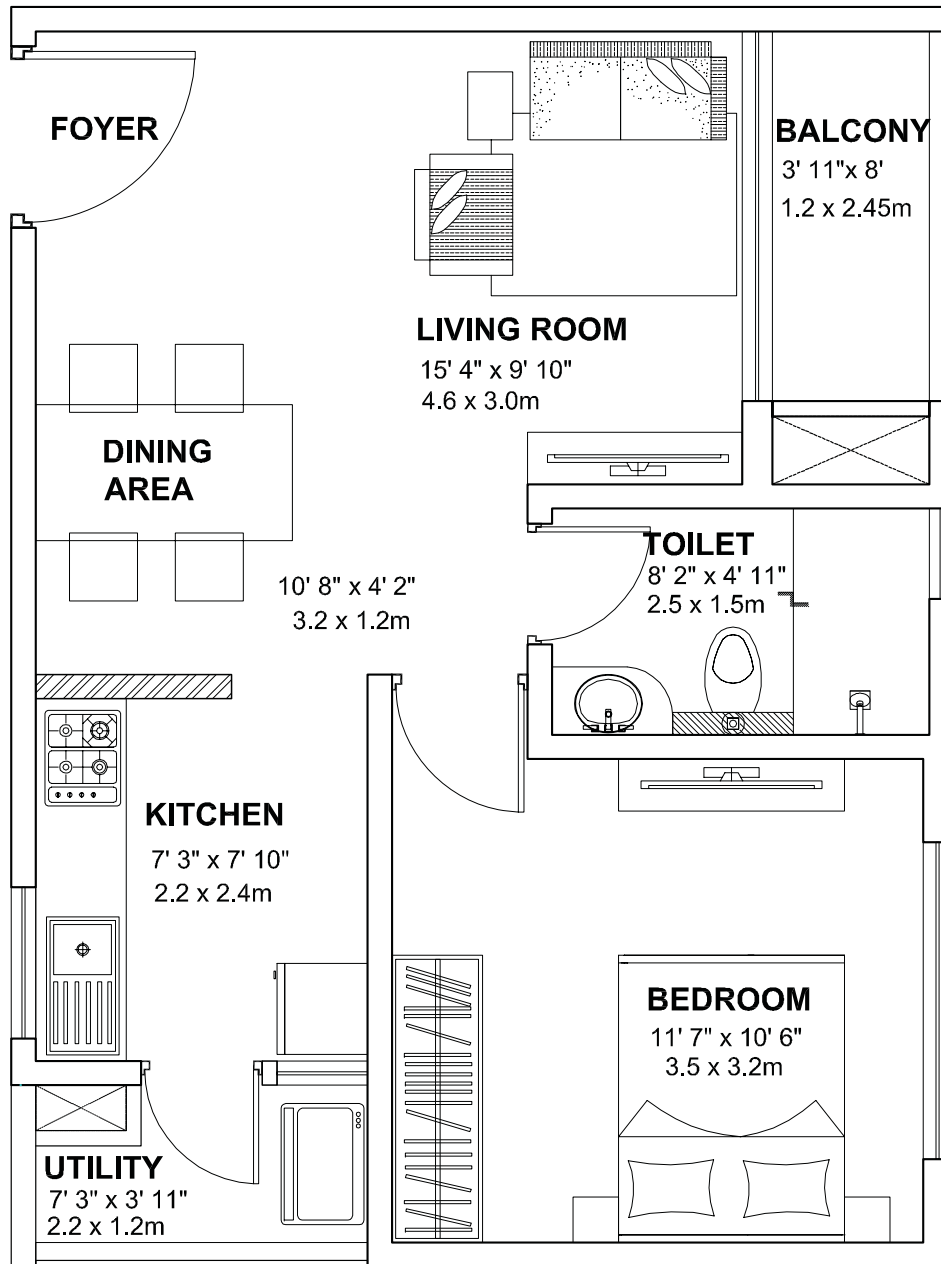 FOYER
BALCONY
3' 11"x 8'
1.2 x 2.45m
LIVING ROOM
15' 4" x 9' 10"
4.6 x 3.0m
DINING
AREA
10' 8" x 4' 2"
3.2 x 1.2m
TOILET
8' 2" x 4' 11"
2.5 x 1.5m
KITCHEN
7' 3" x 7' 10"
2.2 x 2.4m
BEDROOM
11' 7" x 10' 6"
3.5 x 3.2m
UTILITY
7' 3" x 3' 11"
2.2 x 1.2m